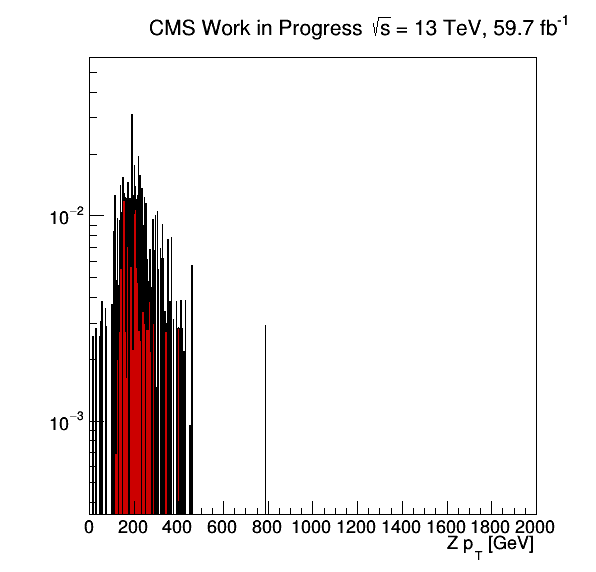 CMS Work in Progress √s = 13 TeV, 59.7 fb⁻¹
10⁻²
10⁻³
0 200 400 600 800 1000 1200 1400 1600 1800 2000
Z p_T [GeV]